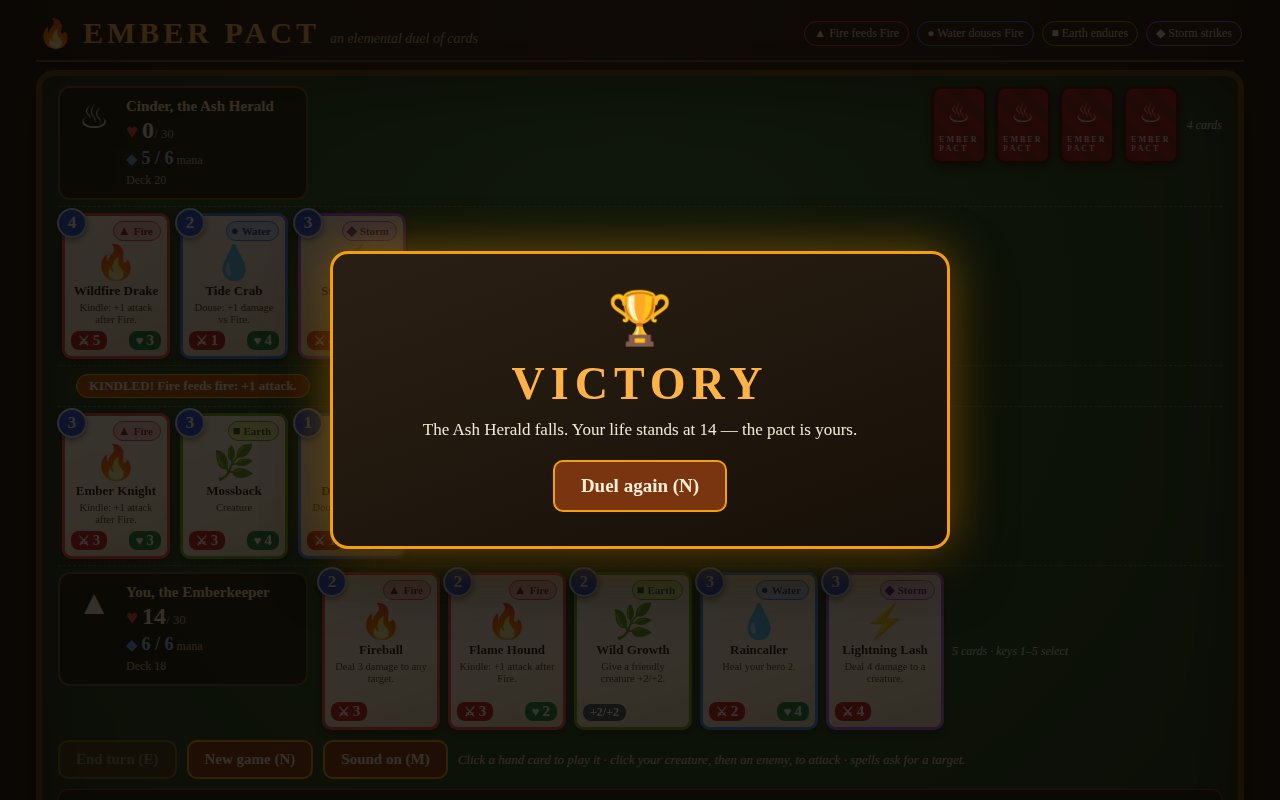 EMBER PACT an elemental duel of cards
▲ Fire feeds Fire ● Water douses Fire ■ Earth endures ◆ Storm strikes
Cinder, the Ash Herald
♥ 0 / 30
◆ 5 / 6 mana
Deck 20
EMBER PACT
EMBER PACT
EMBER PACT
EMBER PACT
4 cards
4
▲ Fire
Wildfire Drake
Kindle: +1 attack
after Fire.
⚔ 5 ♥ 3
2
● Water
Tide Crab
Douse: +1 damage
vs Fire.
⚔ 1 ♥ 4
3
◆ Storm
KINDLED! Fire feeds fire: +1 attack.
VICTORY
The Ash Herald falls. Your life stands at 14 — the pact is yours.
Duel again (N)
3
▲ Fire
Ember Knight
Kindle: +1 attack
after Fire.
⚔ 3 ♥ 3
3
■ Earth
Mossback
Creature
⚔ 3 ♥ 4
1
You, the Emberkeeper
♥ 14 / 30
◆ 6 / 6 mana
Deck 18
2
▲ Fire
Fireball
Deal 3 damage to any
target.
⚔ 3
2
▲ Fire
Flame Hound
Kindle: +1 attack after
Fire.
⚔ 3 ♥ 2
2
■ Earth
Wild Growth
Give a friendly
creature +2/+2.
+2/+2
3
● Water
Raincaller
Heal your hero 2.
⚔ 2 ♥ 4
3
◆ Storm
Lightning Lash
Deal 4 damage to a
creature.
⚔ 4
5 cards · keys 1–5 select
End turn (E) New game (N) Sound on (M) Click a hand card to play it · click your creature, then an enemy, to attack · spells ask for a target.